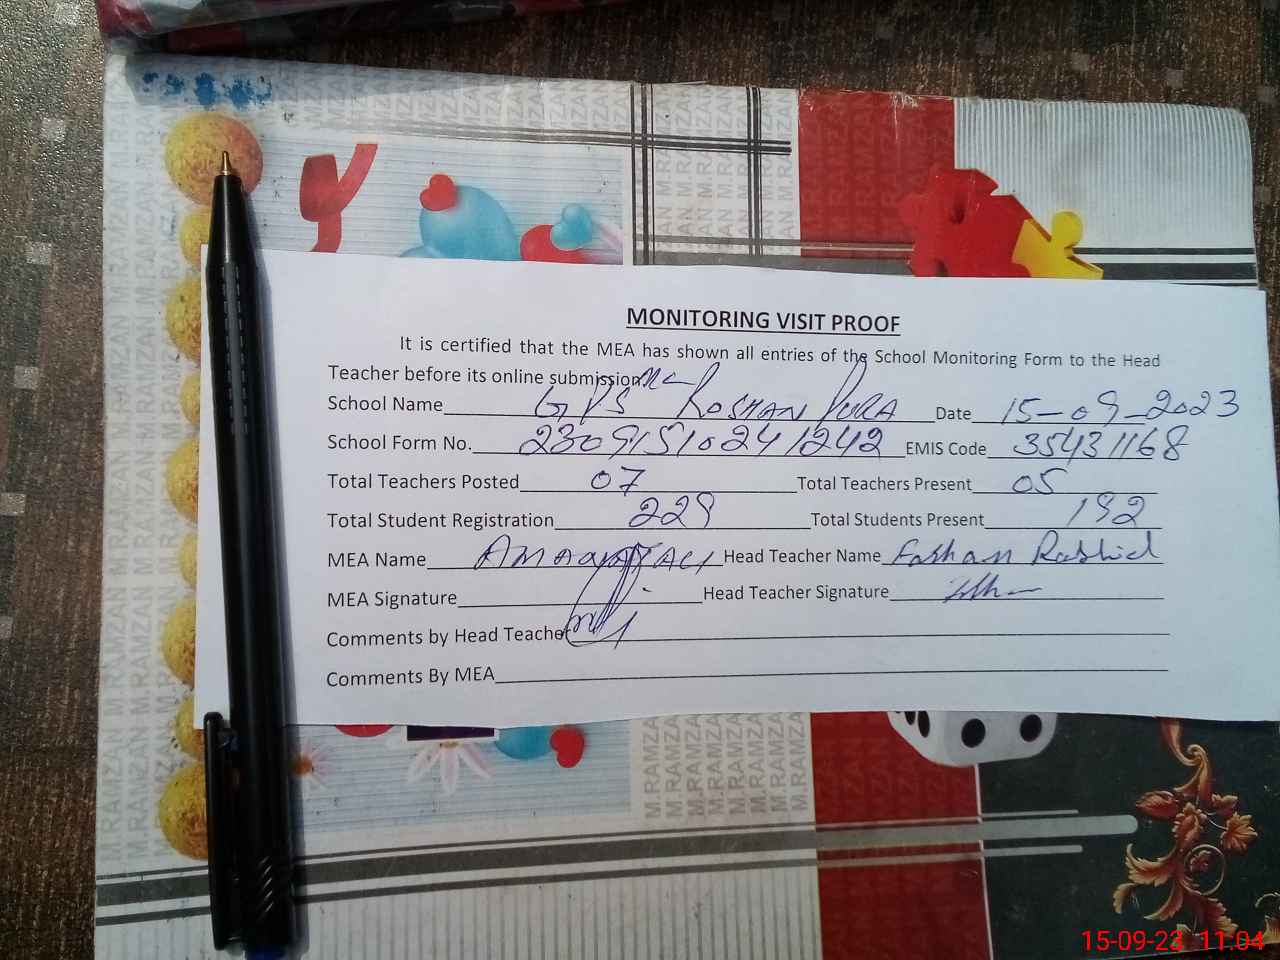 M.RAMZAN M.RAMZAN M.RAMZAN
MONITORING VISIT PROOF
It is certified that the MEA has shown all entries of the School Monitoring Form to the Head
Teacher before its online submission.
School Name GPS ROSHAN PURA Date 15-09-2023
School Form No. 23091510241242 EMIS Code 35431168
Total Teachers Posted 07 Total Teachers Present 05
Total Student Registration 229 Total Students Present 192
MEA Name Head Teacher Name Rashid
MEA Signature Head Teacher Signature
Comments by Head Teacher
Comments By MEA
15-09-23 11:04